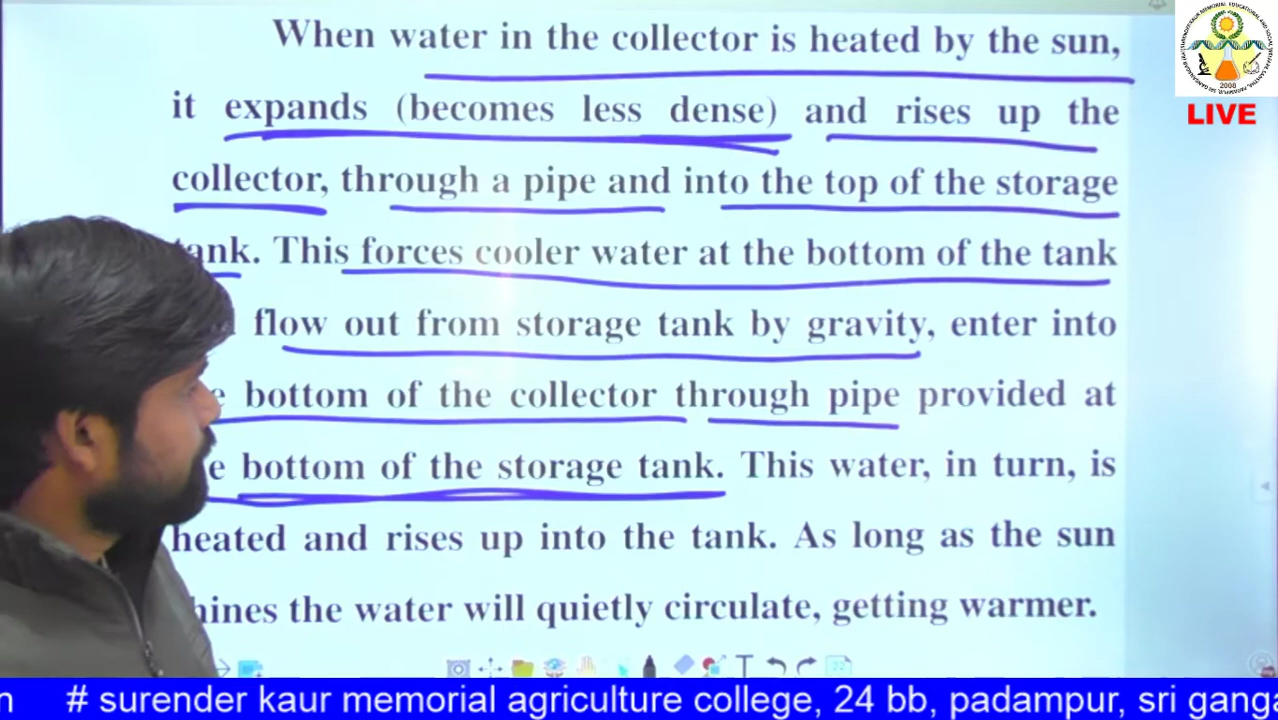 When water in the collector is heated by the sun,
it expands (becomes less dense) and rises up the
collector, through a pipe and into the top of the storage
tank. This forces cooler water at the bottom of the tank
flow out from storage tank by gravity, enter into
bottom of the collector through pipe provided at
bottom of the storage tank. This water, in turn, is
heated and rises up into the tank. As long as the sun
the water will quietly circulate, getting warmer.
2008
LIVE
# surender kaur memorial agriculture college, 24 bb, padampur, sri